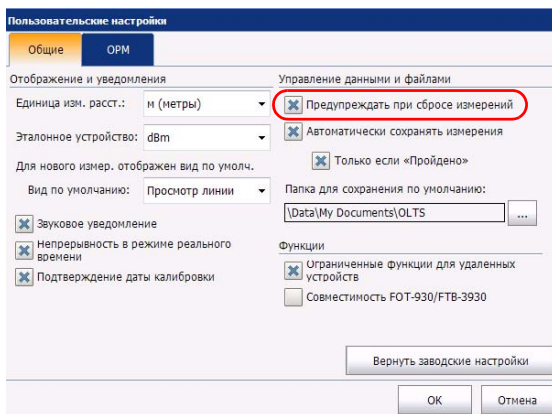 Пользовательские настройки
Общие
OPM
Отображение и уведомления
Единица изм. расст.:
м (метры)
Эталонное устройство:
dBm
Для нового измер. отображен вид по умолч.
Вид по умолчанию:
Просмотр линии
Звуковое уведомление
Непрерывность в режиме реального
времени
Подтверждение даты калибровки
Управление данными и файлами
Предупреждать при сбросе измерений
Автоматически сохранять измерения
Только если «Пройдено»
Папка для сохранения по умолчанию:
\Data\My Documents\OLTS
...
Функции
Ограниченные функции для удаленных
устройств
Совместимость FOT-930/FTB-3930
Вернуть заводские настройки
OK
Отмена